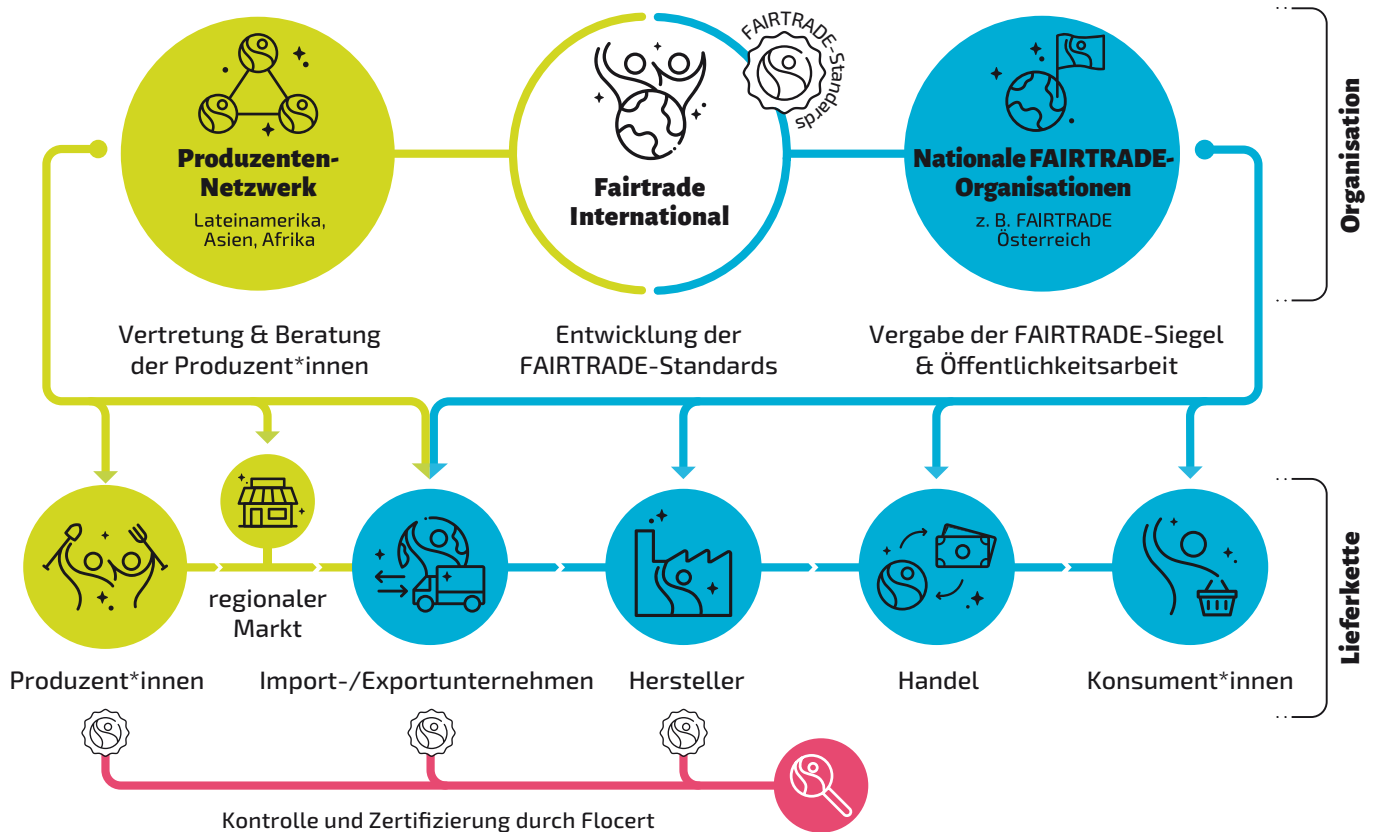 FAIRTRADE-Standards
Produzenten-
Netzwerk
Lateinamerika,
Asien, Afrika
Fairtrade
International
Nationale FAIRTRADE-
Organisationen
z. B. FAIRTRADE
Österreich
Organisation
Vertretung & Beratung
der Produzent*innen
Entwicklung der
FAIRTRADE-Standards
Vergabe der FAIRTRADE-Siegel
& Öffentlichkeitsarbeit
regionaler
Markt
Lieferkette
Produzent*innen
Import-/Exportunternehmen
Hersteller
Handel
Konsument*innen
Kontrolle und Zertifizierung durch Flocert